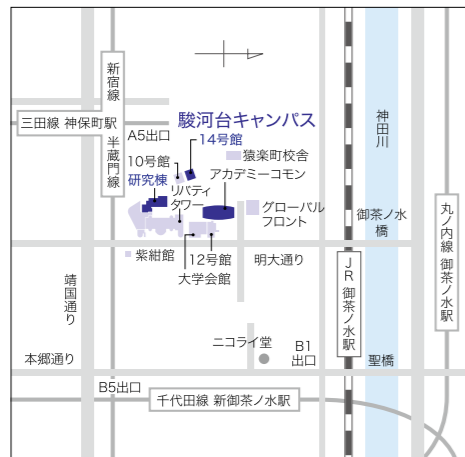 新宿線
三田線 神保町駅
半蔵門線
A5出口
駿河台キャンパス
14号館
10号館
猿楽町校舎
研究棟
リバティ
タワー
アカデミーコモン
グローバル
フロント
神田川
御茶ノ水
橋
丸ノ内線 御茶ノ水駅
紫紺館
12号館
大学会館
明大通り
靖国通り
JR 御茶ノ水駅
ニコライ堂
B1
出口
本郷通り
聖橋
B5出口
千代田線 新御茶ノ水駅